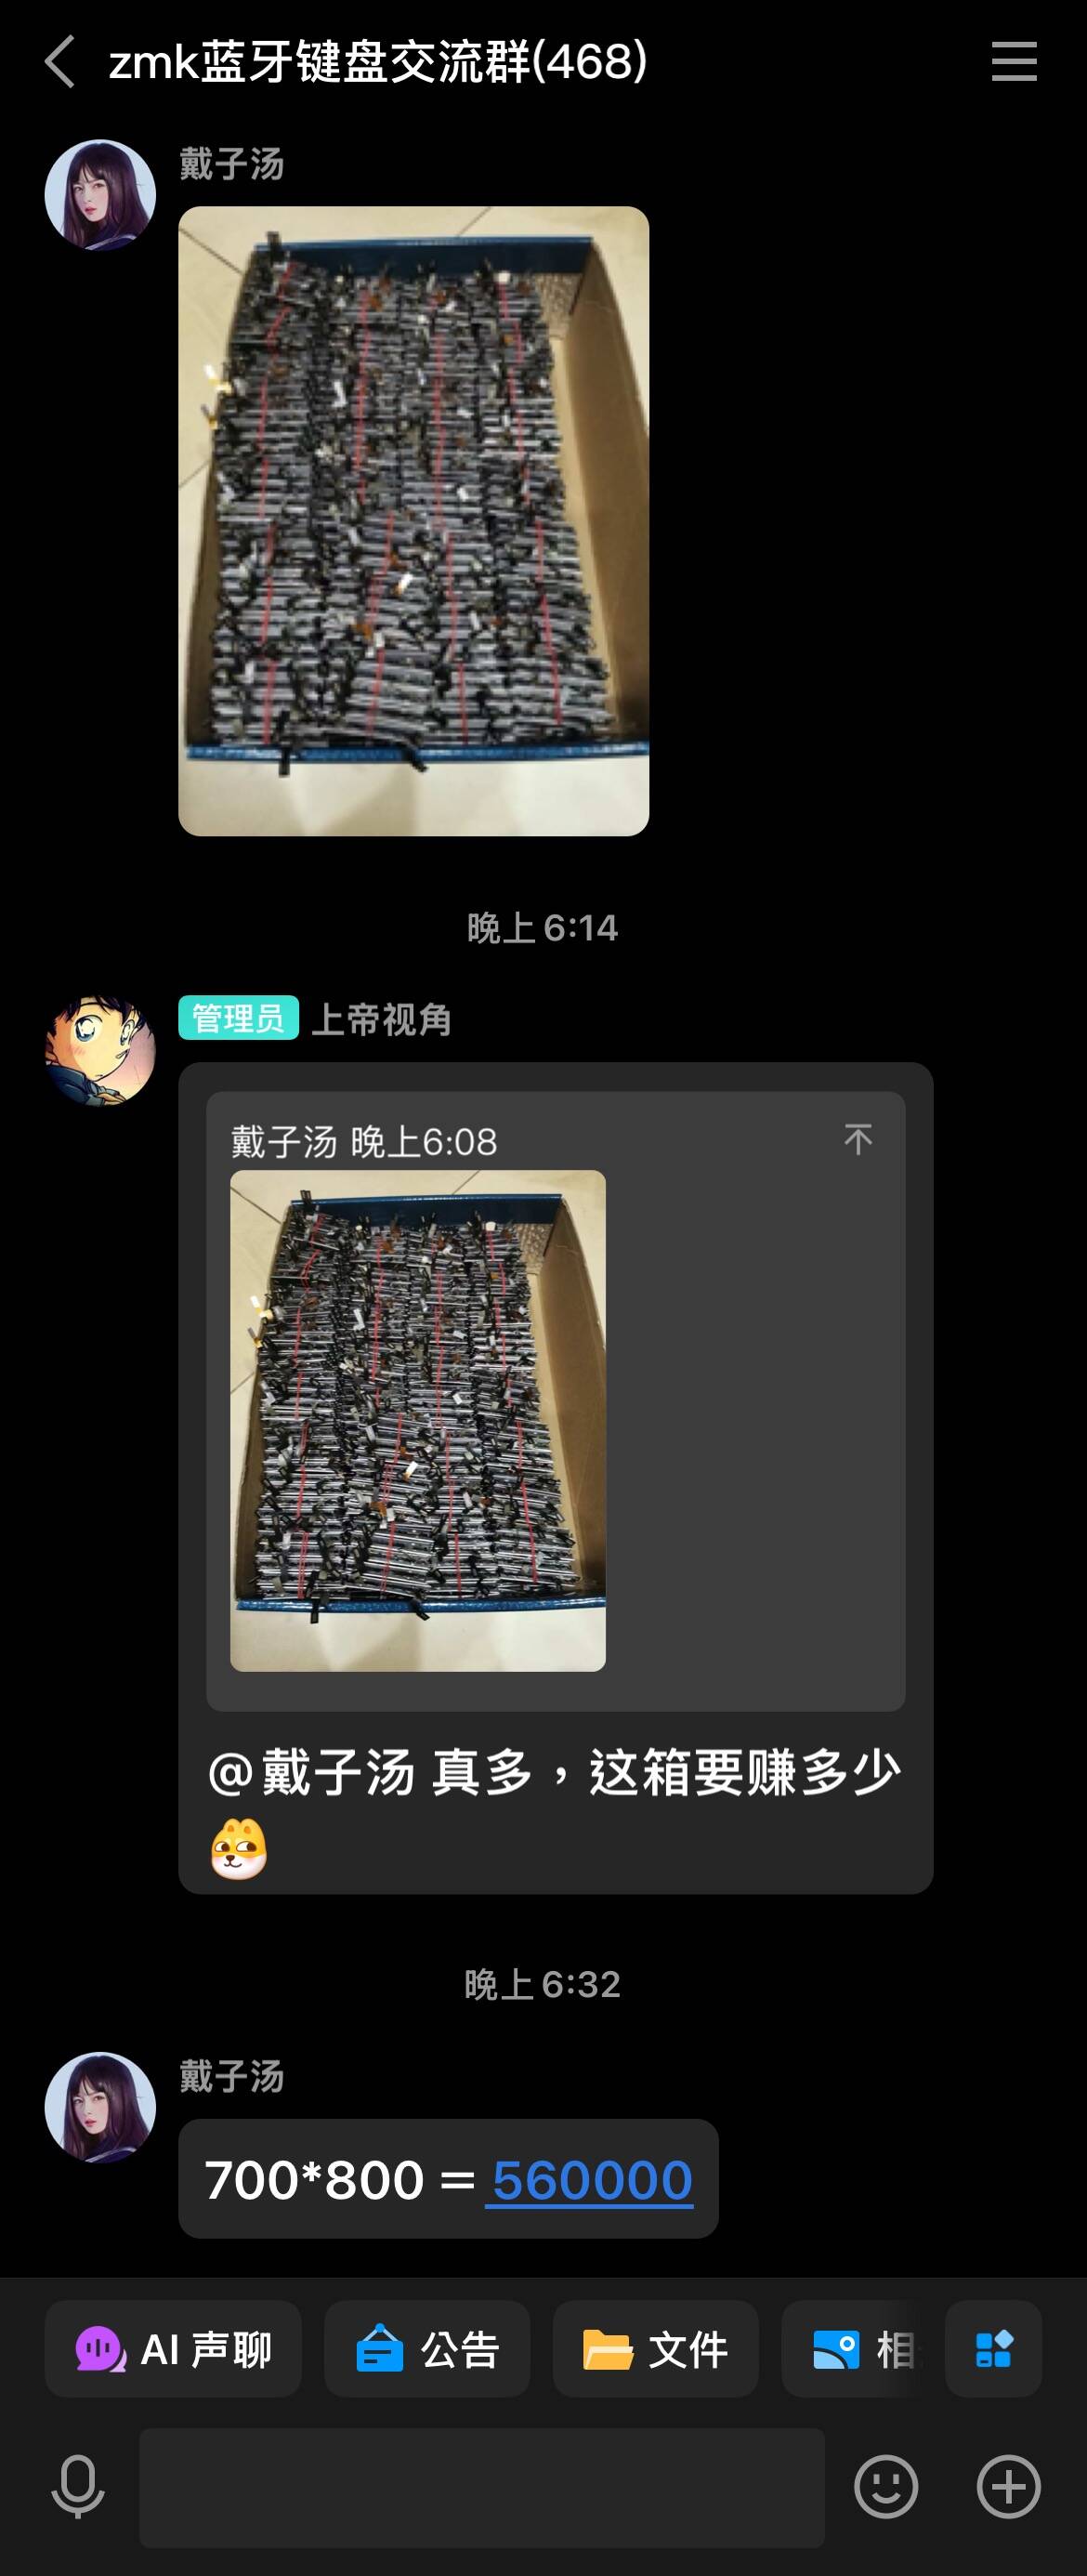 zmk蓝牙键盘交流群(468)
戴子汤
晚上 6:14
管理员 上帝视角
戴子汤 晚上6:08
@戴子汤 真多，这箱要赚多少
晚上 6:32
戴子汤
700*800 = 560000
AI 声聊 公告 文件 相